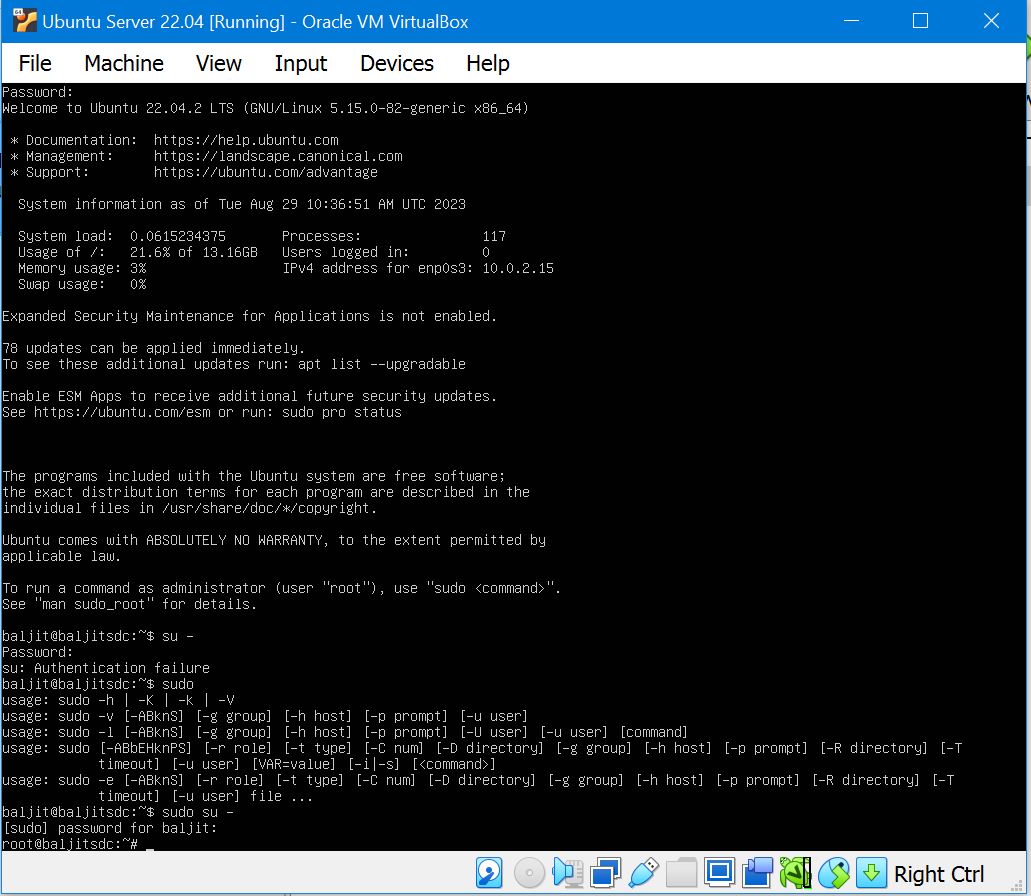 Ubuntu Server 22.04 [Running] - Oracle VM VirtualBox
File Machine View Input Devices Help
Password:
Welcome to Ubuntu 22.04.2 LTS (GNU/Linux 5.15.0-82-generic x86_64)
* Documentation: https://help.ubuntu.com
* Management: https://landscape.canonical.com
* Support: https://ubuntu.com/advantage
System information as of Tue Aug 29 10:36:51 AM UTC 2023
System load: 0.0615234375 Processes: 117
Usage of /: 21.6% of 13.16GB Users logged in: 0
Memory usage: 3% IPv4 address for enp0s3: 10.0.2.15
Swap usage: 0%
Expanded Security Maintenance for Applications is not enabled.
78 updates can be applied immediately.
To see these additional updates run: apt list --upgradable
Enable ESM Apps to receive additional future security updates.
See https://ubuntu.com/esm or run: sudo pro status
The programs included with the Ubuntu system are free software;
the exact distribution terms for each program are described in the
individual files in /usr/share/doc/*/copyright.
Ubuntu comes with ABSOLUTELY NO WARRANTY, to the extent permitted by
applicable law.
To run a command as administrator (user "root"), use "sudo <command>".
See "man sudo_root" for details.
baljit@baljitsdc:~$ su -
Password:
su: Authentication failure
baljit@baljitsdc:~$ sudo
usage: sudo -h | -K | -k | -V
usage: sudo -v [-ABknS] [-g group] [-h host] [-p prompt] [-u user]
usage: sudo -l [-ABknS] [-g group] [-h host] [-p prompt] [-U user] [-u user] [command]
usage: sudo [-ABbEHknPS] [-r role] [-t type] [-C num] [-D directory] [-g group] [-h host] [-p prompt] [-R directory] [-T
timeout] [-u user] [VAR=value] [-i|-s] [<command>]
usage: sudo -e [-ABknS] [-r role] [-t type] [-C num] [-D directory] [-g group] [-h host] [-p prompt] [-R directory] [-T
timeout] [-u user] file ...
baljit@baljitsdc:~$ sudo su -
[sudo] password for baljit:
root@baljitsdc:~# _
Right Ctrl